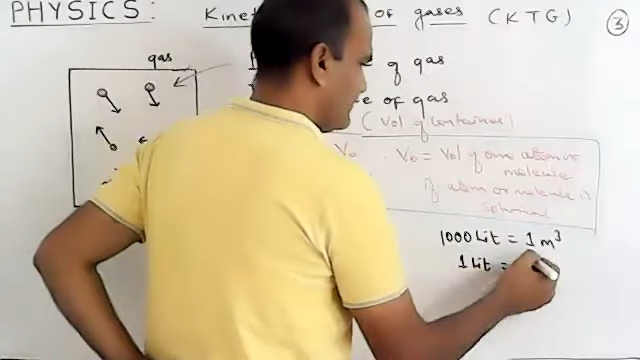 PHYSICS: Kinet of gases (KTG) 3
gas
e of gas
e of gas
(Vol of container)
V₀ V₀ = Vol of one atom or
molecule
if atom or molecule is
spherical
1000 Lit = 1 m³
1 Lit =